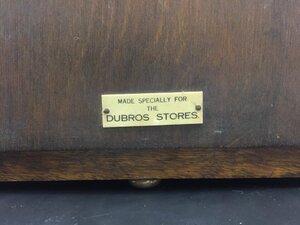 MADE SPECIALLY FOR
THE
DUBROS STORES.